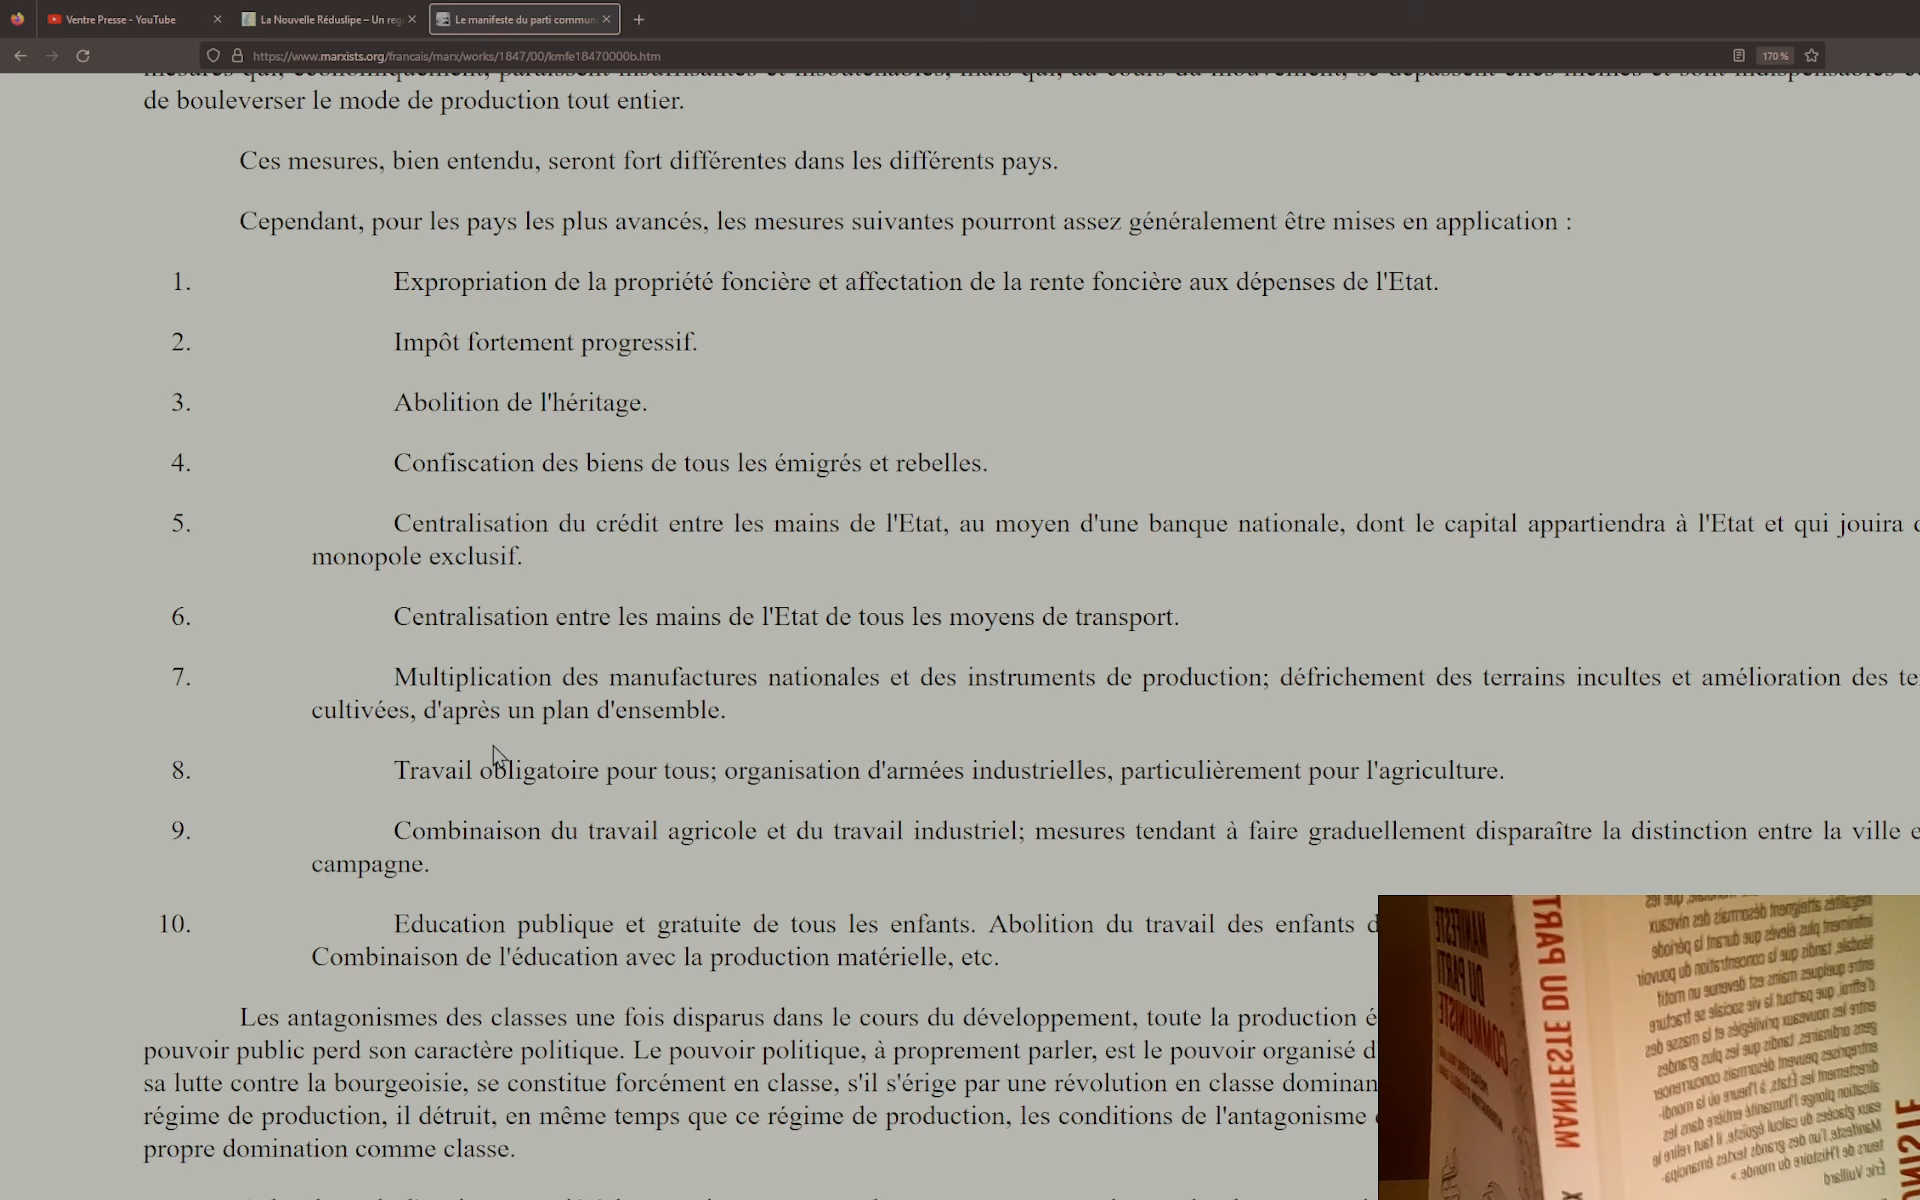 Ventre Presse - YouTube
La Nouvelle Réduslipe – Un reg
Le manifeste du parti commun
https://www.marxists.org/francais/marx/works/1847/00/kmfe18470000b.htm
170%
de bouleverser le mode de production tout entier.
Ces mesures, bien entendu, seront fort différentes dans les différents pays.
Cependant, pour les pays les plus avancés, les mesures suivantes pourront assez généralement être mises en application :
1. Expropriation de la propriété foncière et affectation de la rente foncière aux dépenses de l'Etat.
2. Impôt fortement progressif.
3. Abolition de l'héritage.
4. Confiscation des biens de tous les émigrés et rebelles.
5. Centralisation du crédit entre les mains de l'Etat, au moyen d'une banque nationale, dont le capital appartiendra à l'Etat et qui jouira
monopole exclusif.
6. Centralisation entre les mains de l'Etat de tous les moyens de transport.
7. Multiplication des manufactures nationales et des instruments de production; défrichement des terrains incultes et amélioration des te
cultivées, d'après un plan d'ensemble.
8. Travail obligatoire pour tous; organisation d'armées industrielles, particulièrement pour l'agriculture.
9. Combinaison du travail agricole et du travail industriel; mesures tendant à faire graduellement disparaître la distinction entre la ville e
campagne.
10. Education publique et gratuite de tous les enfants. Abolition du travail des enfants d
Combinaison de l'éducation avec la production matérielle, etc.
Les antagonismes des classes une fois disparus dans le cours du développement, toute la production é
pouvoir public perd son caractère politique. Le pouvoir politique, à proprement parler, est le pouvoir organisé d
sa lutte contre la bourgeoisie, se constitue forcément en classe, s'il s'érige par une révolution en classe dominan
régime de production, il détruit, en même temps que ce régime de production, les conditions de l'antagonisme
propre domination comme classe.
MANIFESTE
DU PARTI
COMMUNISTE
MANIFESTE DU PART
Éric Vuillard